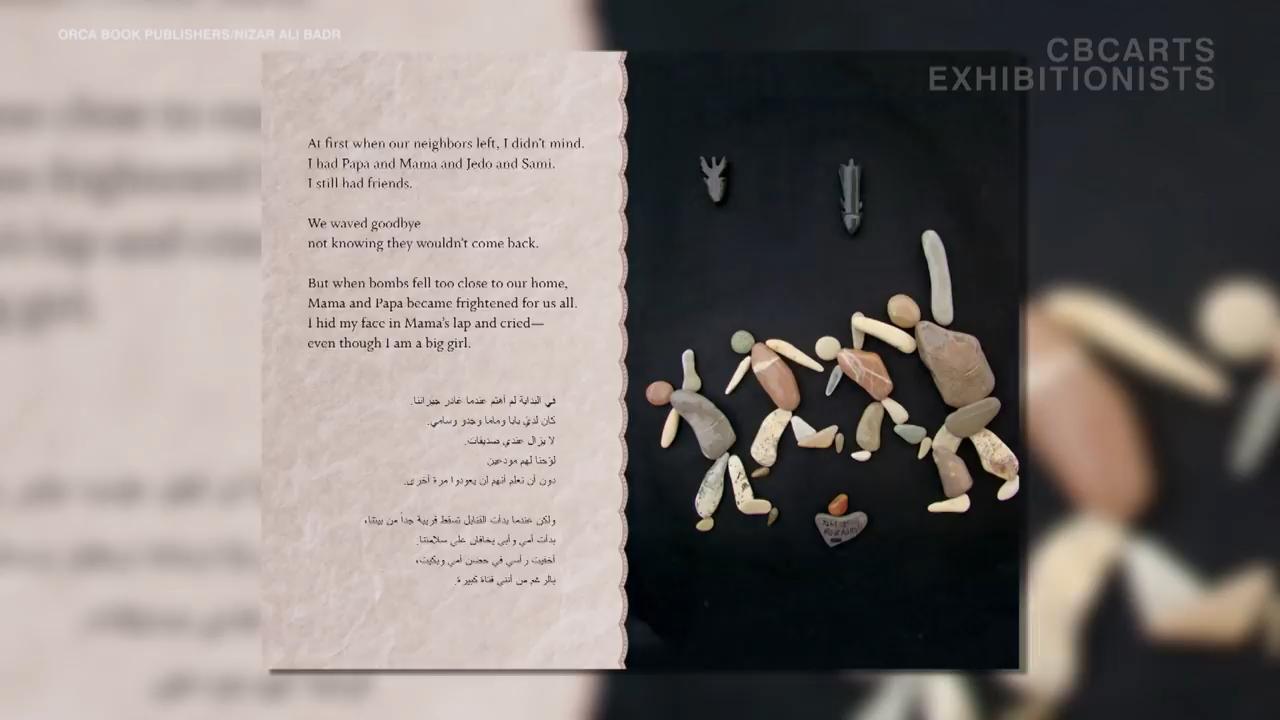 ORCA BOOK PUBLISHERS/NIZAR ALI BADR
CBCARTS
EXHIBITIONISTS
At first when our neighbors left, I didn't mind.
I had Papa and Mama and Jedo and Sami.
I still had friends.
We waved goodbye
not knowing they wouldn't come back.
But when bombs fell too close to our home,
Mama and Papa became frightened for us all.
I hid my face in Mama's lap and cried—
even though I am a big girl.
في البداية لم أهتم عندما غادر جيراننا.
كان لديّ بابا وماما وجدو وسامي.
لا يزال عندي صديقات.
لوّحنا لهم مودعين
دون أن نعلم أنهم لن يعودوا مرة أخرى.
ولكن عندما بدأت القنابل تسقط قريبة جداً من بيتنا،
بدأت أمي وأبي يخافان على سلامتنا.
أخفيت رأسي في حضن أمي وبكيت،
بالرغم من أنني فتاة كبيرة.